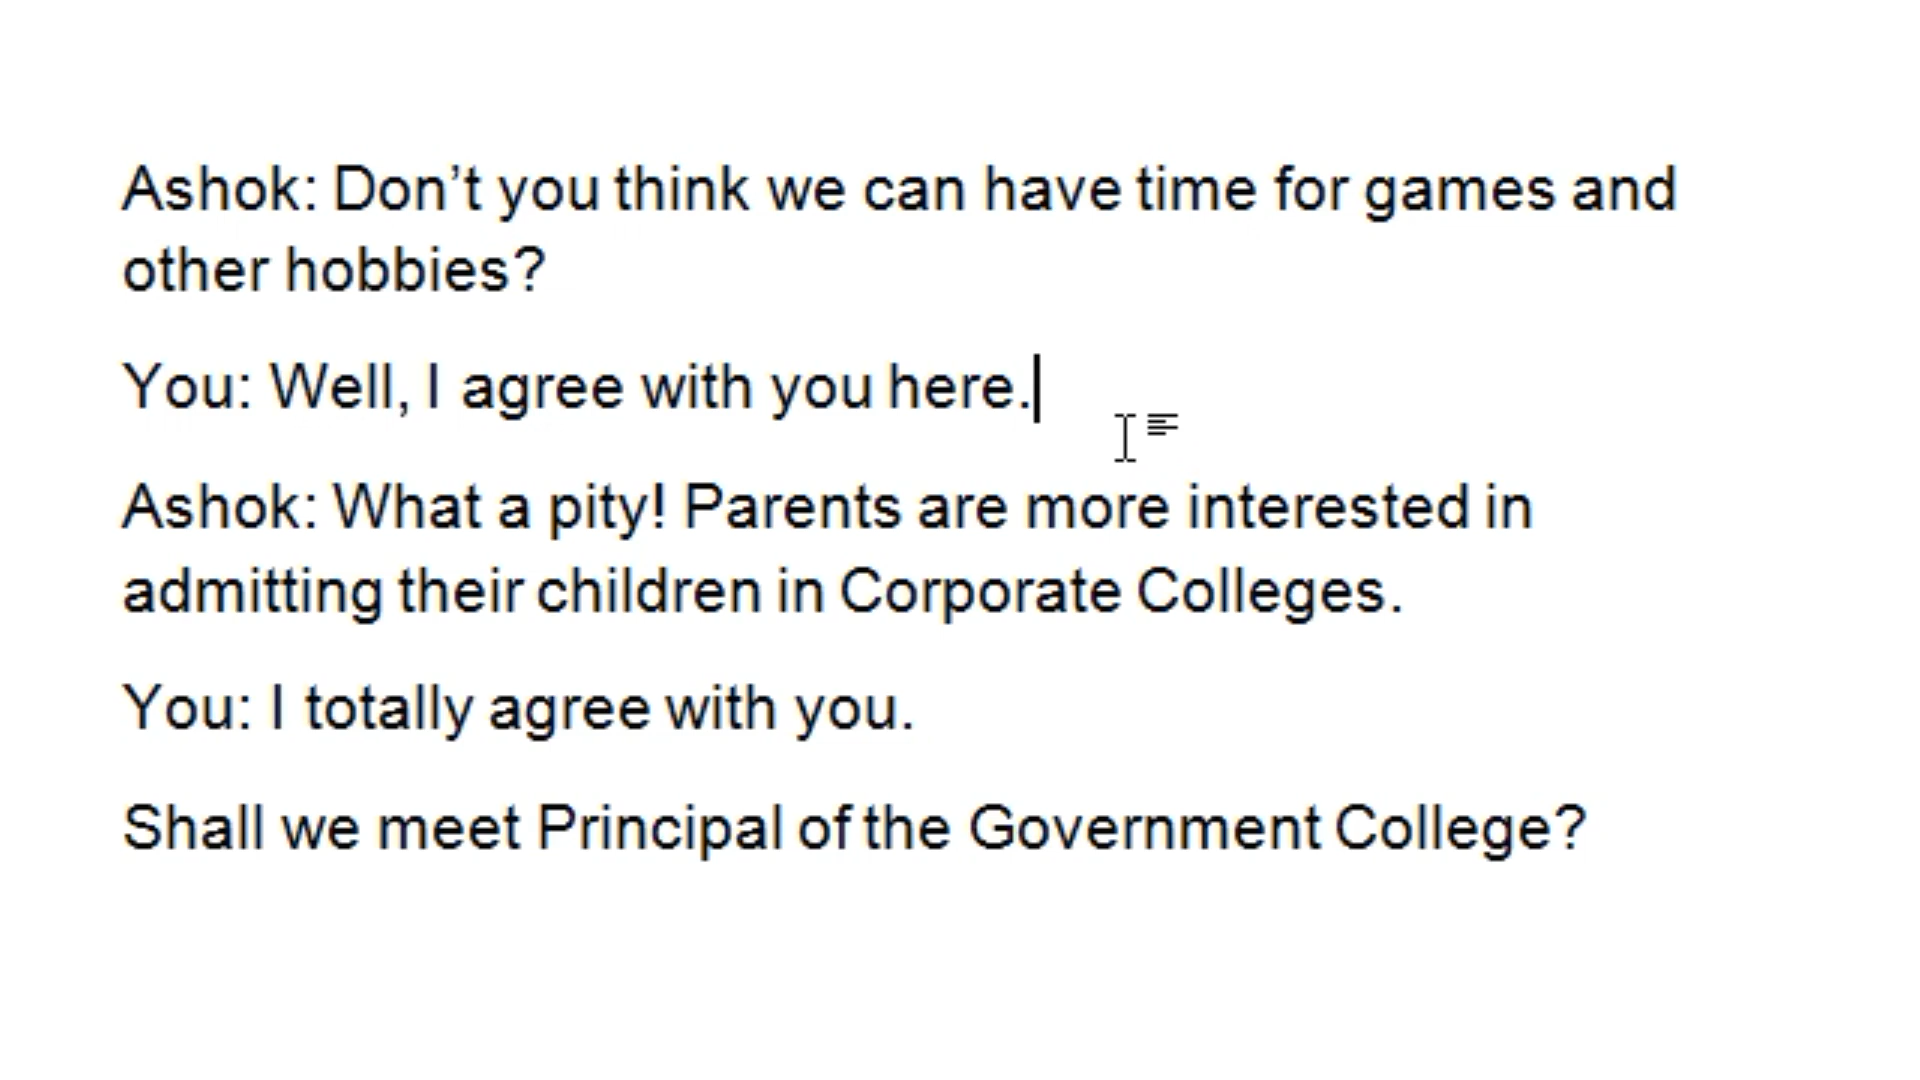 Ashok: Don’t you think we can have time for games and
other hobbies?
You: Well, I agree with you here.
Ashok: What a pity! Parents are more interested in
admitting their children in Corporate Colleges.
You: I totally agree with you.
Shall we meet Principal of the Government College?